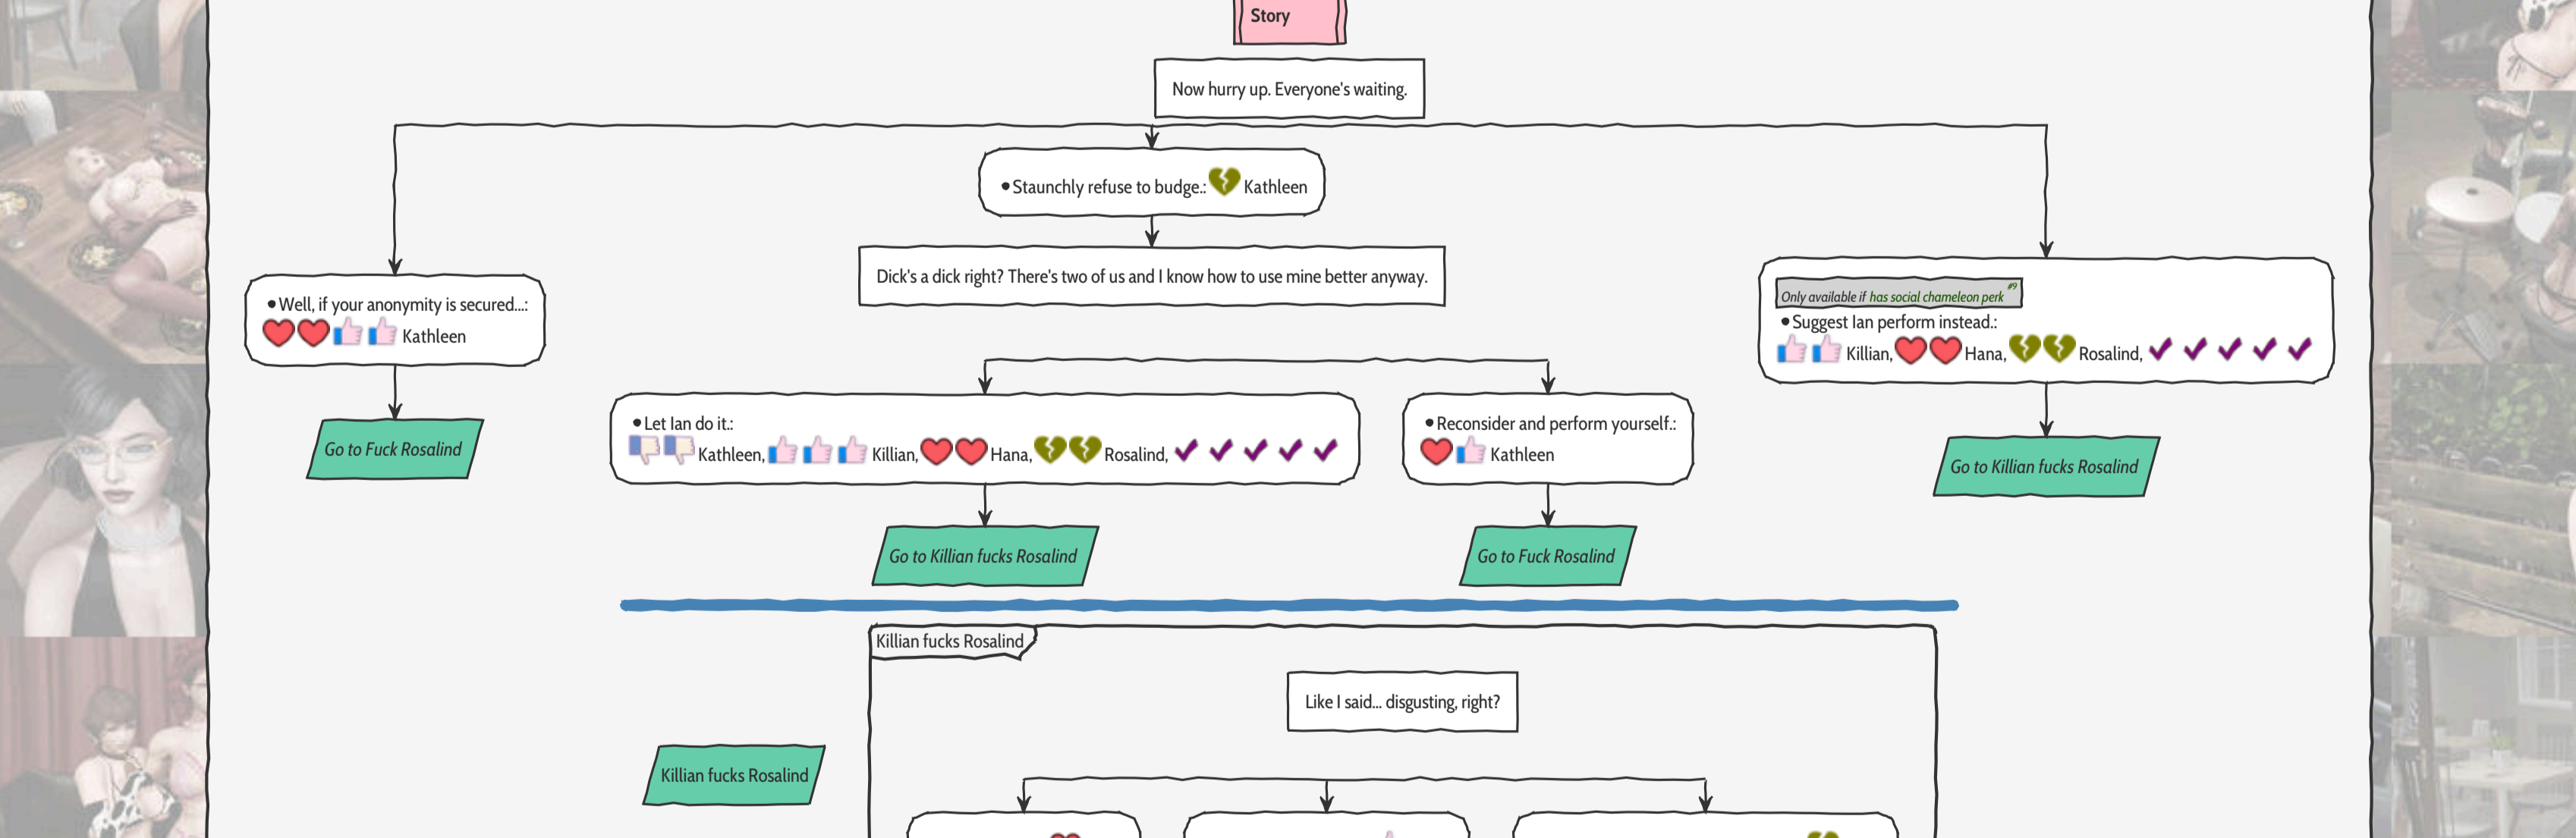 Story
Now hurry up. Everyone's waiting.
•Staunchly refuse to budge.: Kathleen
Dick's a dick right? There's two of us and I know how to use mine better anyway.
•Well, if your anonymity is secured...:
Kathleen
Go to Fuck Rosalind
Only available if has social chameleon perk #9
•Suggest Ian perform instead.:
Killian, Hana, Rosalind,
Go to Killian fucks Rosalind
•Let Ian do it.:
Kathleen, Killian, Hana, Rosalind,
Go to Killian fucks Rosalind
•Reconsider and perform yourself.:
Kathleen
Go to Fuck Rosalind
Killian fucks Rosalind
Like I said... disgusting, right?
Killian fucks Rosalind